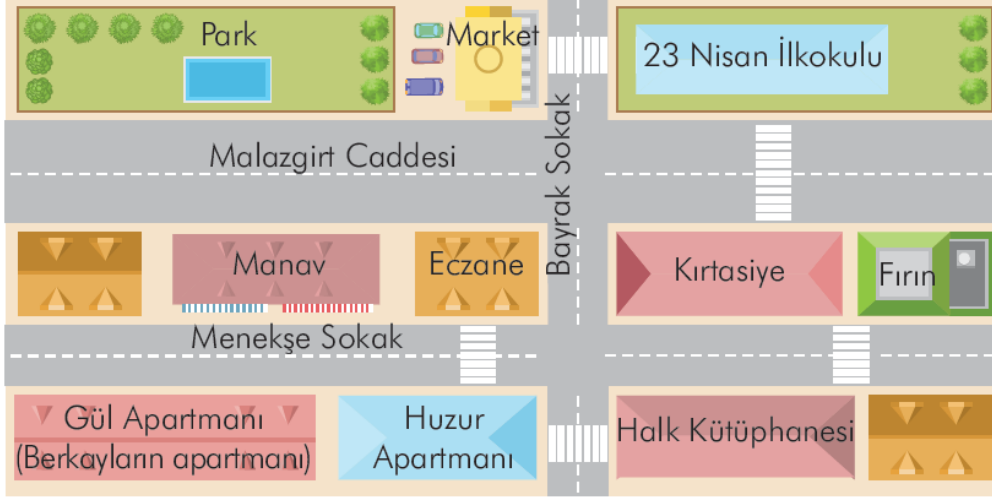 Park
Market
23 Nisan İlkokulu
Malazgirt Caddesi
Bayrak Sokak
Manav
Eczane
Kırtasiye
Fırın
Menekşe Sokak
Gül Apartmanı
(Berkayların apartmanı)
Huzur
Apartmanı
Halk Kütüphanesi